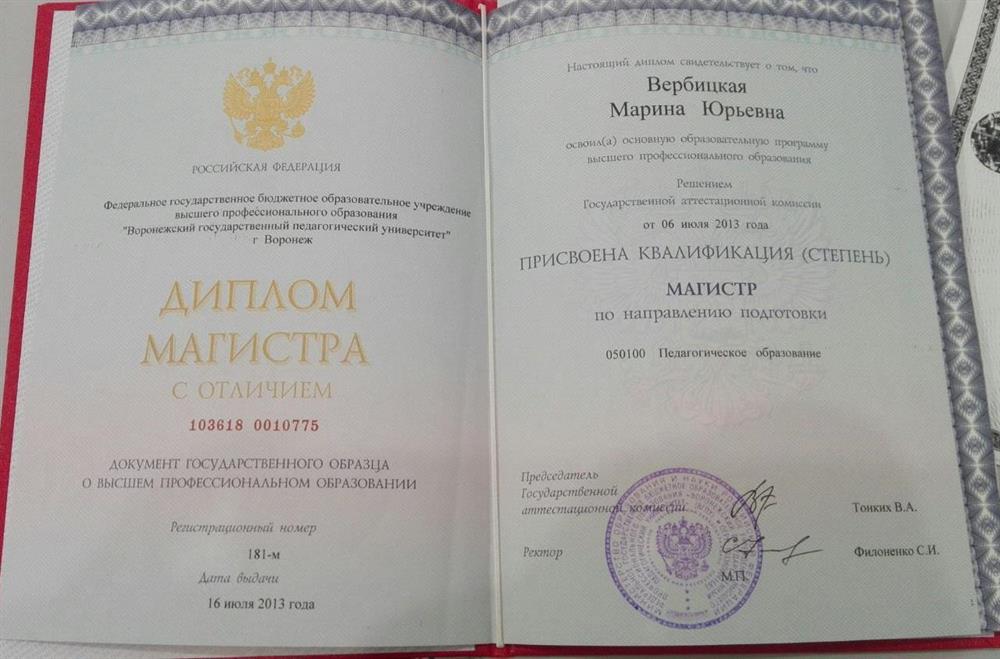 РОССИЙСКАЯ ФЕДЕРАЦИЯ
Федеральное государственное бюджетное образовательное учреждение
высшего профессионального образования
"Воронежский государственный педагогический университет"
г Воронеж
ДИПЛОМ
МАГИСТРА
С ОТЛИЧИЕМ
103618 0010775
ДОКУМЕНТ ГОСУДАРСТВЕННОГО ОБРАЗЦА
О ВЫСШЕМ ПРОФЕССИОНАЛЬНОМ ОБРАЗОВАНИИ
Регистрационный номер
181-м
Дата выдачи
16 июля 2013 года
Настоящий диплом свидетельствует о том, что
Вербицкая
Марина Юрьевна
освоил(а) основную образовательную программу
высшего профессионального образования
Решением
Государственной аттестационной комиссии
от 06 июля 2013 года
ПРИСВОЕНА КВАЛИФИКАЦИЯ (СТЕПЕНЬ)
МАГИСТР
по направлению подготовки
050100 Педагогическое образование
Председатель
Государственной
аттестационной комиссии
Тонких В.А.
Ректор
Филоненко С.И.
М.П.